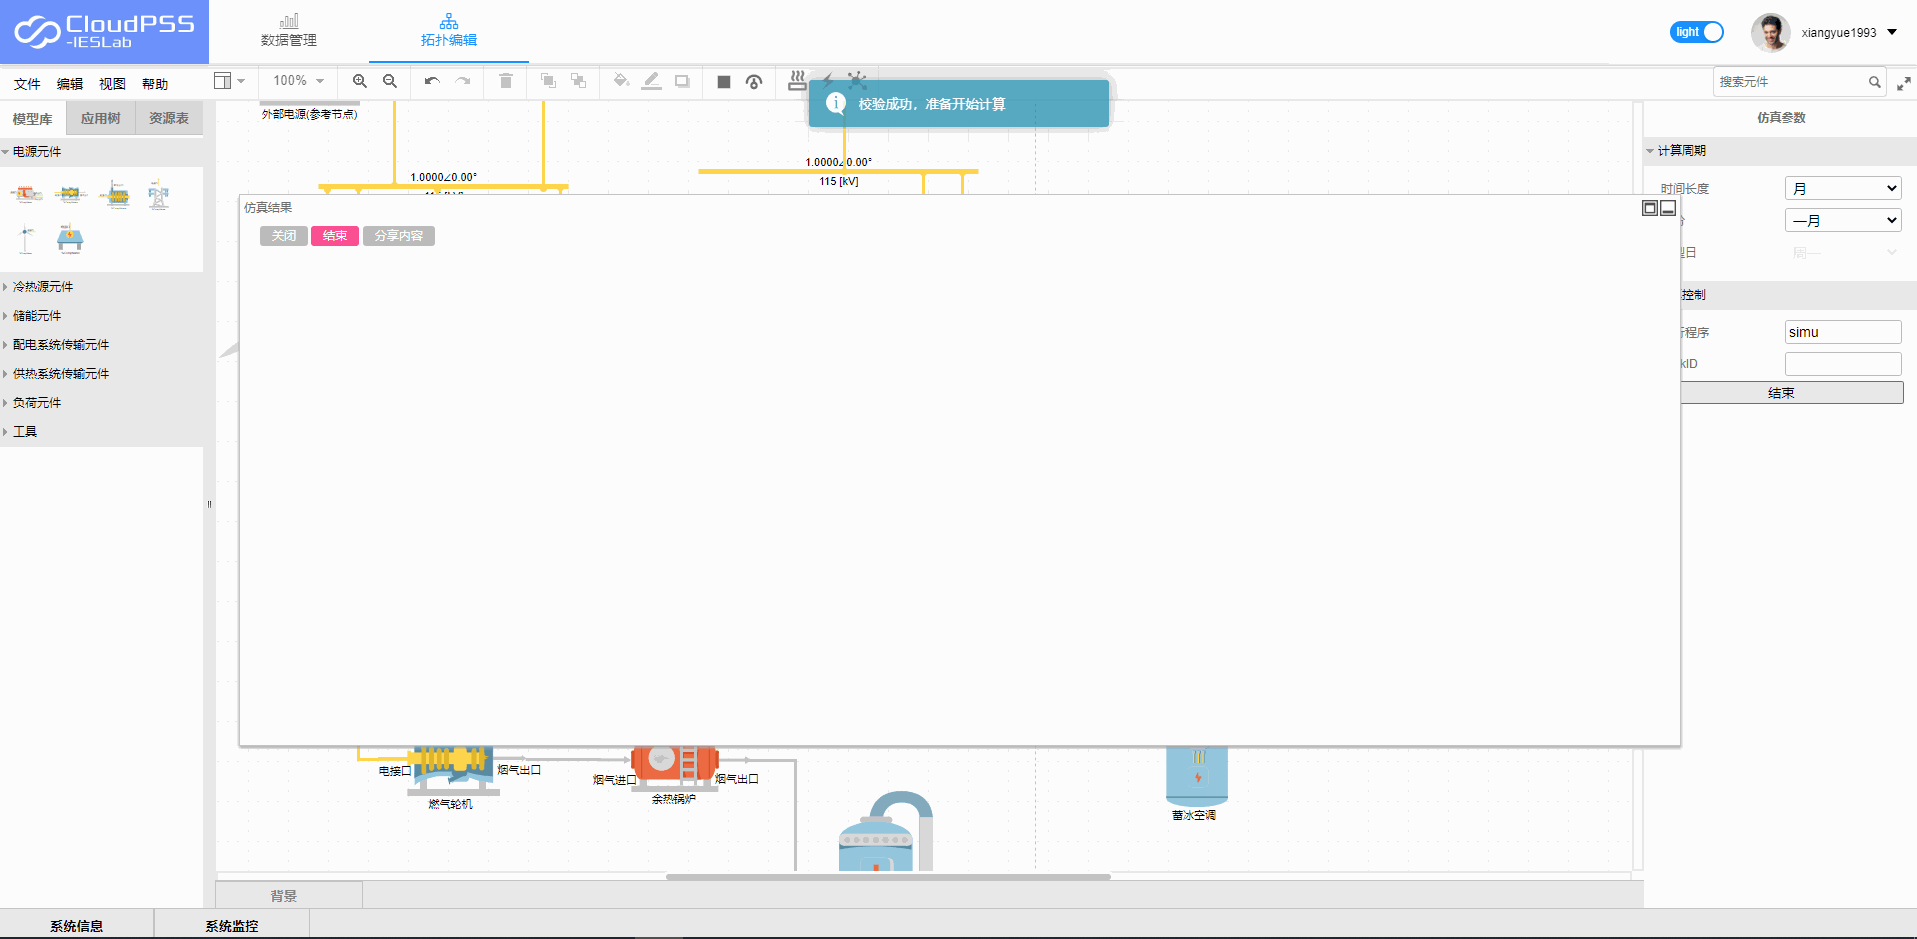 CloudPSS
-IESLab
数据管理
拓扑编辑
light
xiangyue1993
文件 编辑 视图 帮助
100%
搜索元件
校验成功，准备开始计算
模型库 应用树 资源表
电源元件
冷热源元件
储能元件
配电系统传输元件
供热系统传输元件
负荷元件
工具
外部电源(参考节点)
1.0000∠0.00°
1.0000∠0.00°
115 [kV]
仿真结果
关闭 结束 分享内容
电接口
烟气出口
燃气轮机
烟气进口
烟气出口
余热锅炉
蓄冰空调
仿真参数
计算周期
时间长度 月
一月
型日 周一
控制
行程序 simu
kID
结束
背景
系统信息 系统监控